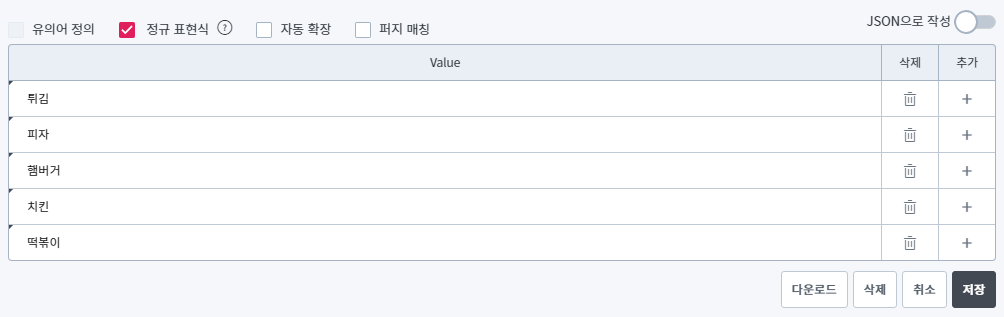 유의어 정의 정규 표현식 ? 자동 확장 퍼지 매칭 JSON으로 작성
Value 삭제 추가
튀김
피자
햄버거
치킨
떡볶이
다운로드 삭제 취소 저장